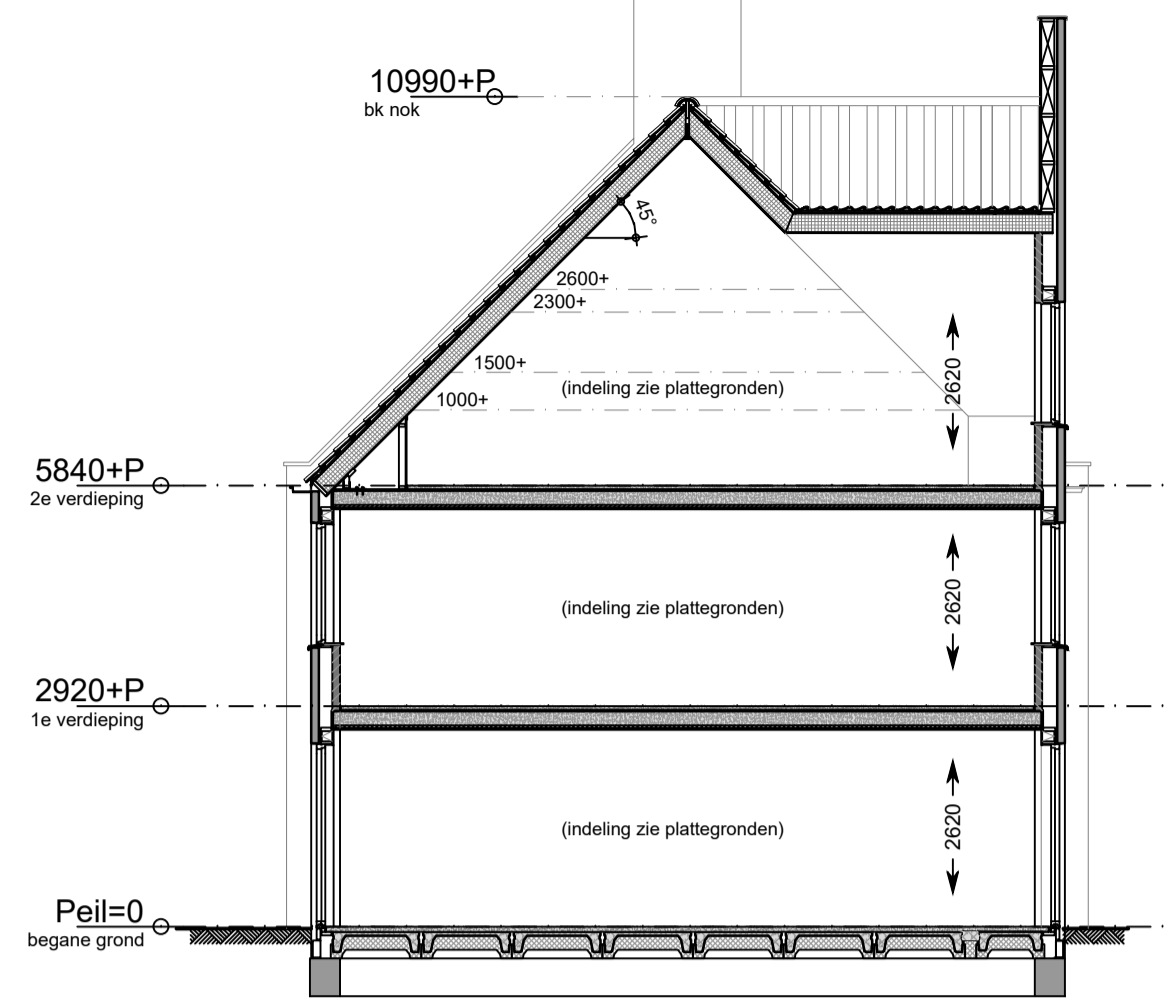 10990+P
bk nok
45°
2600+
2300+
1500+
(indeling zie plattegronden)
2620
1000+
5840+P
2e verdieping
(indeling zie plattegronden)
2620
2920+P
1e verdieping
(indeling zie plattegronden)
2620
Peil=0
begane grond